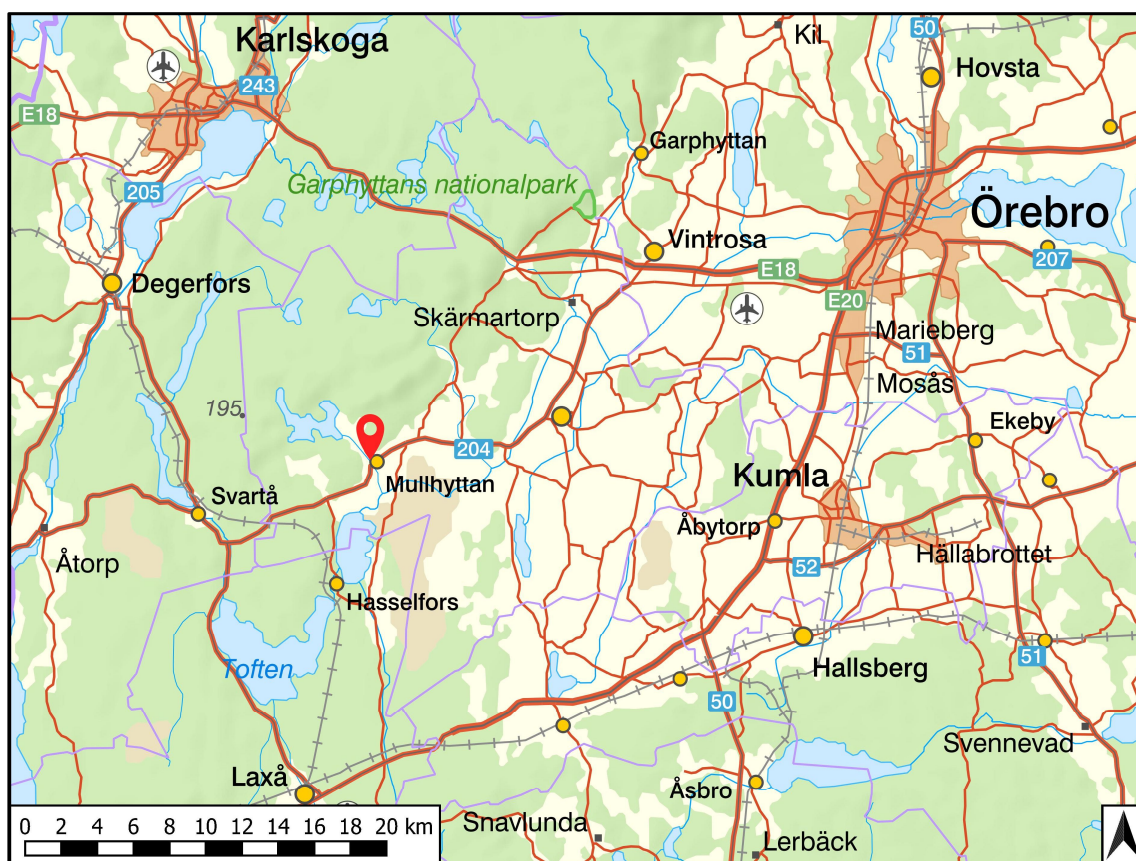 50
Kil
Karlskoga
Hovsta
243
E18
Garphyttan
205
Garphyttans nationalpark
Örebro
Vintrosa
207
E18
Degerfors
E20
Skärmartorp
Marieberg
51
Mosås
195
Ekeby
204
Kumla
Mullhyttan
Svartå
Åbytorp
Hällabrottet
Åtorp
52
Hasselfors
51
Toften
Hallsberg
50
Svennevad
Laxå
Åsbro
Snavlunda
Lerbäck
0 2 4 6 8 10 12 14 16 18 20 km